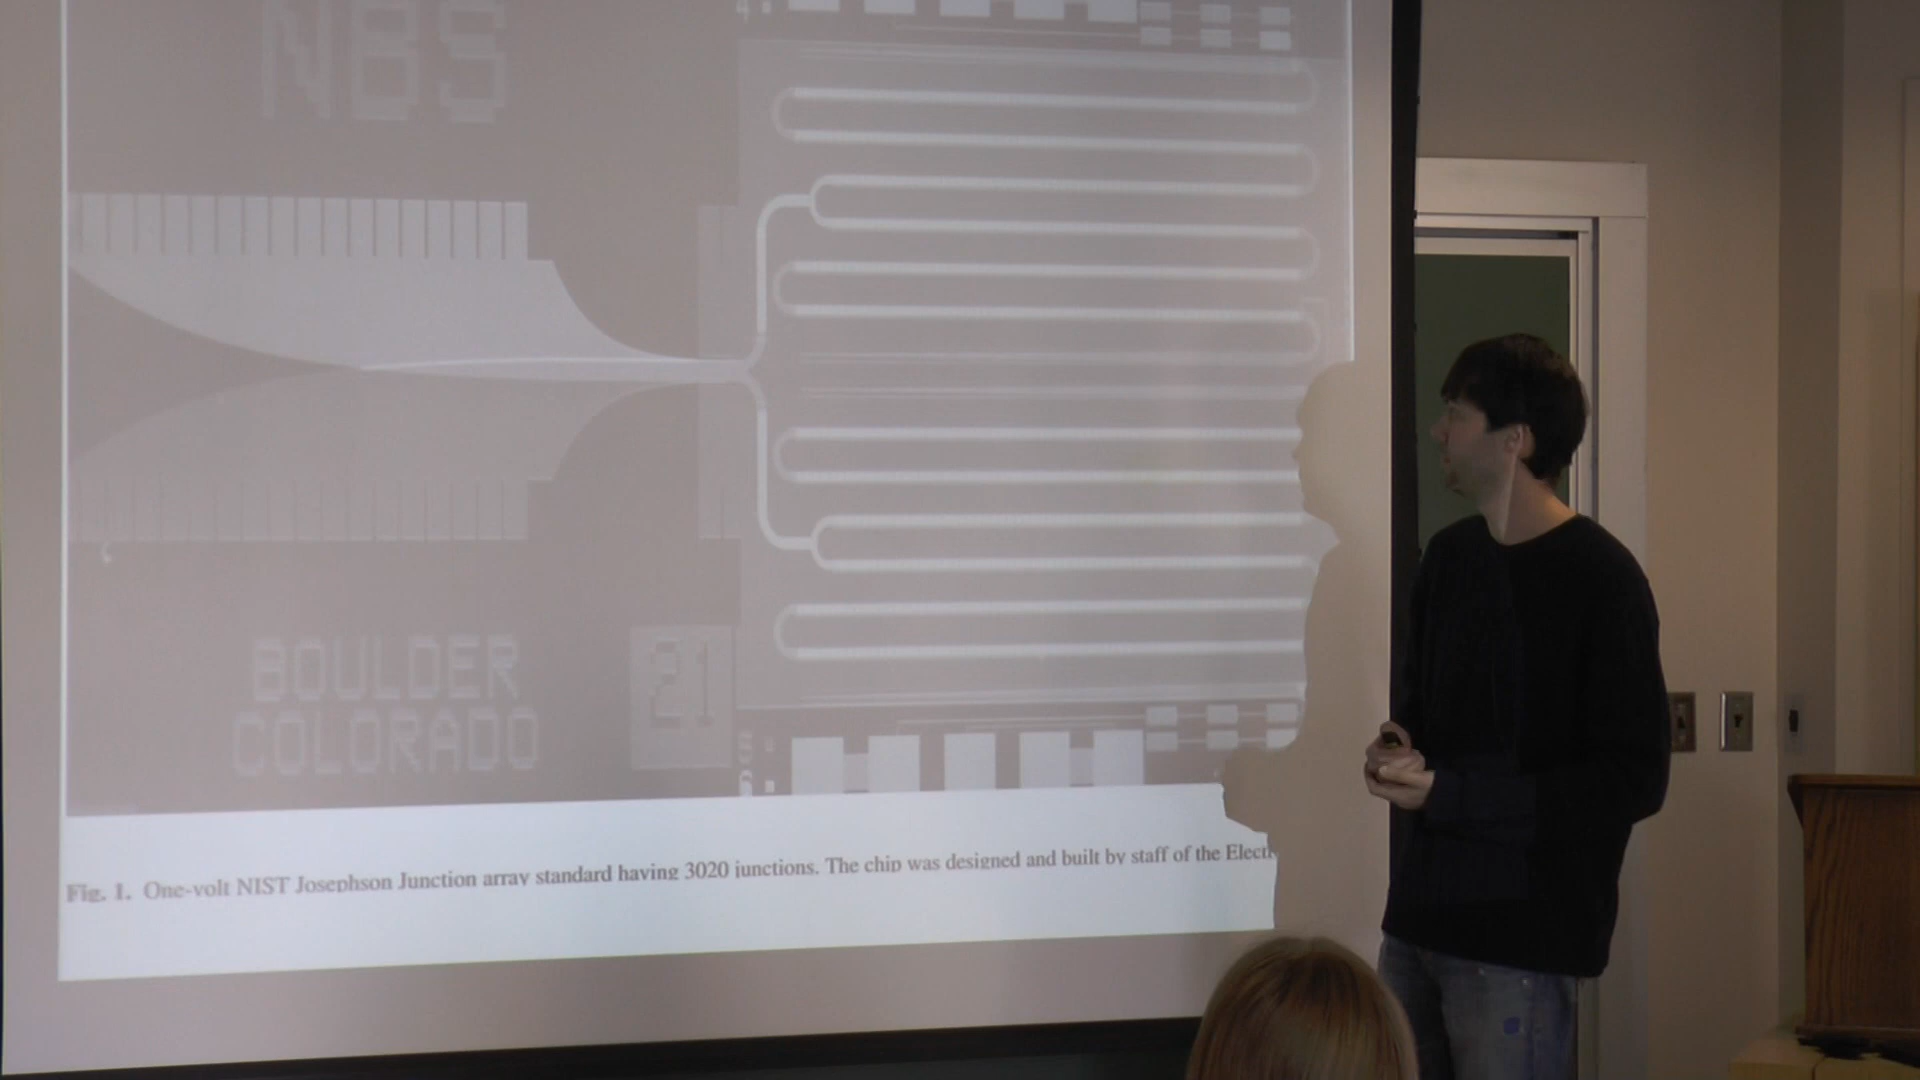 NBS
BOULDER
COLORADO
21
Fig. 1. One-volt NIST Josephson Junction array standard having 3020 junctions. The chip was designed and built by staff of the